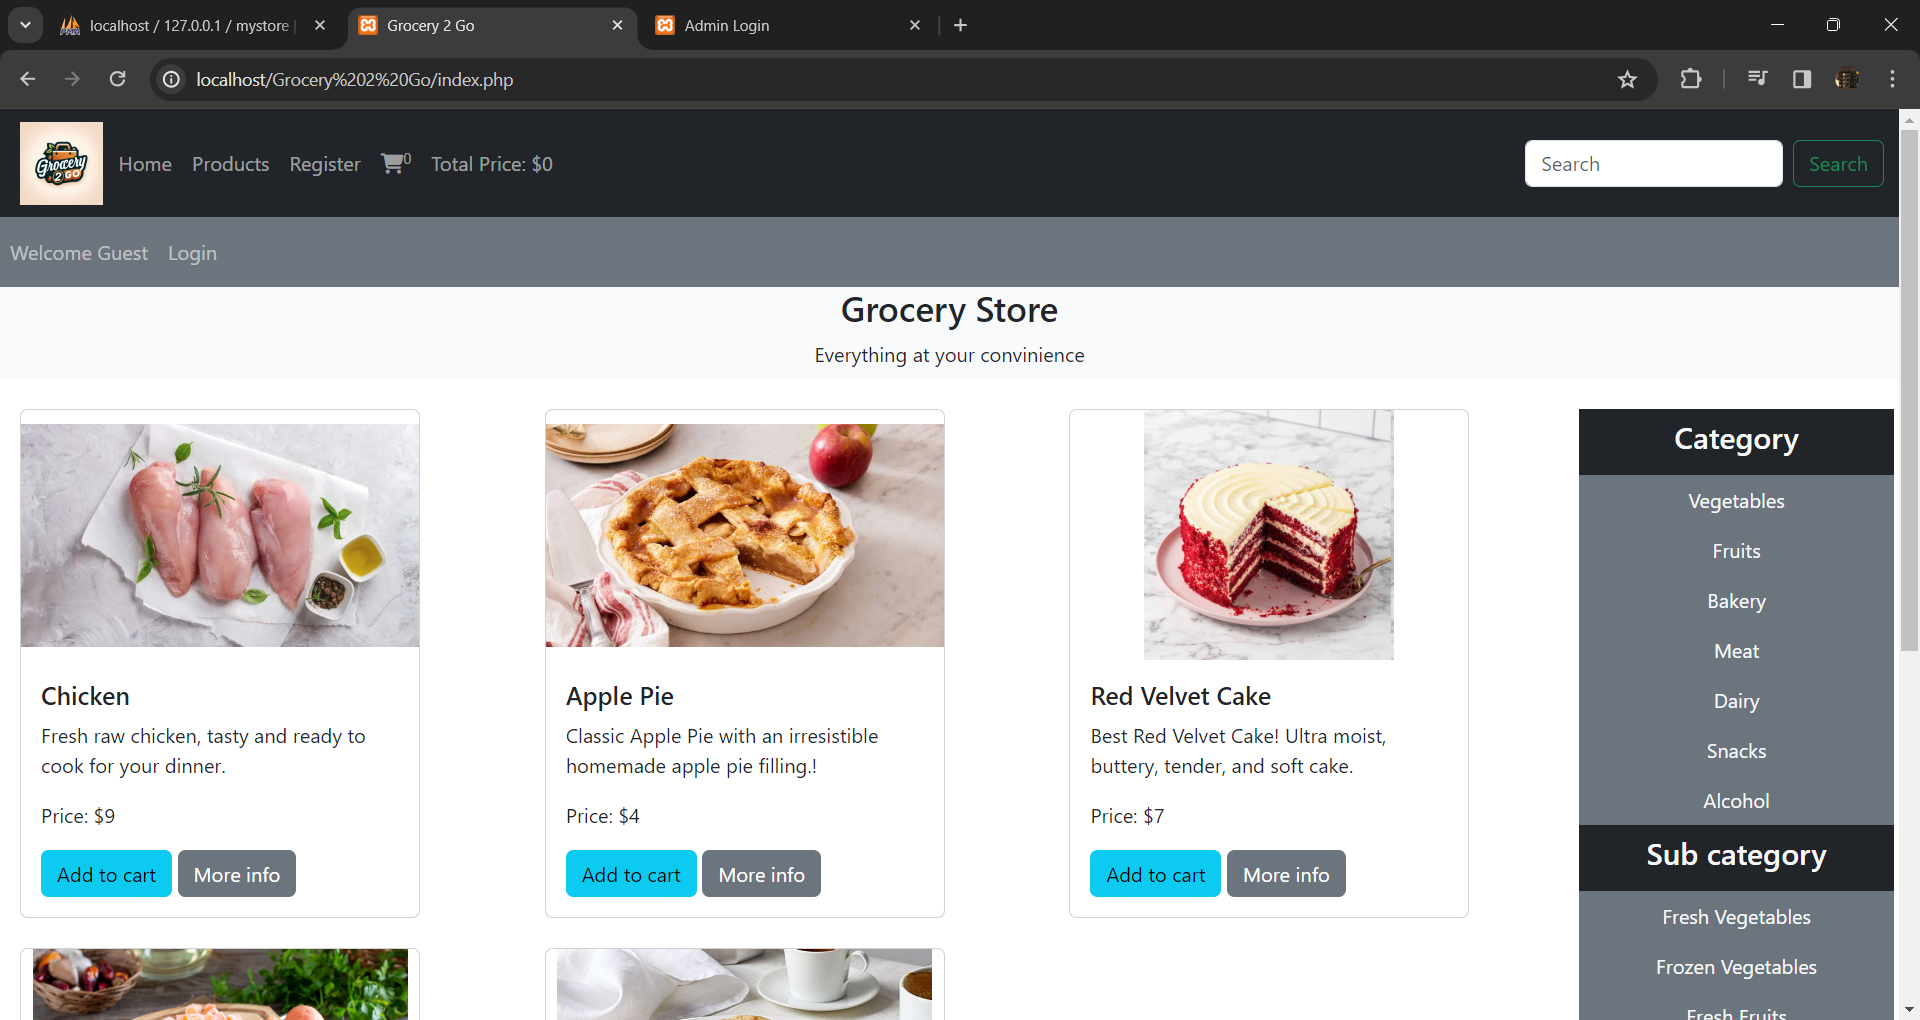 localhost / 127.0.0.1 / mystore
Grocery 2 Go
Admin Login
localhost/Grocery%202%20Go/index.php
Grocery
2 GO
Home
Products
Register
0
Total Price: $0
Search
Search
Welcome Guest
Login
Grocery Store
Everything at your convinience
Chicken
Fresh raw chicken, tasty and ready to
cook for your dinner.
Price: $9
Add to cart
More info
Apple Pie
Classic Apple Pie with an irresistible
homemade apple pie filling.!
Price: $4
Add to cart
More info
Red Velvet Cake
Best Red Velvet Cake! Ultra moist,
buttery, tender, and soft cake.
Price: $7
Add to cart
More info
Category
Vegetables
Fruits
Bakery
Meat
Dairy
Snacks
Alcohol
Sub category
Fresh Vegetables
Frozen Vegetables
Fresh Fruits